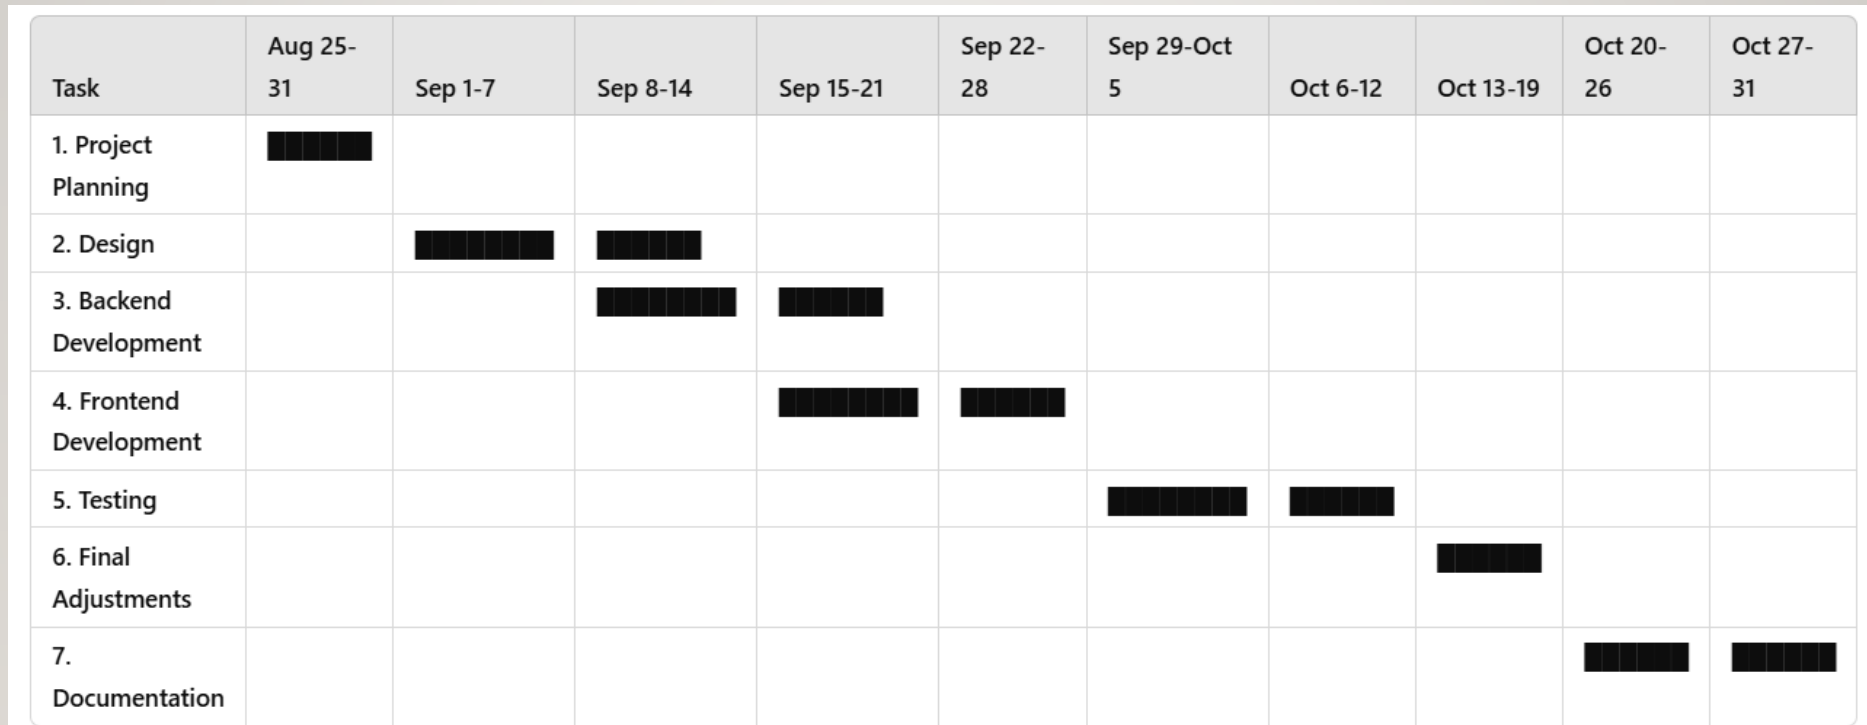 Task
Aug 25-
31
Sep 1-7
Sep 8-14
Sep 15-21
Sep 22-
28
Sep 29-Oct
5
Oct 6-12
Oct 13-19
Oct 20-
26
Oct 27-
31
1. Project
Planning
2. Design
3. Backend
Development
4. Frontend
Development
5. Testing
6. Final
Adjustments
7.
Documentation